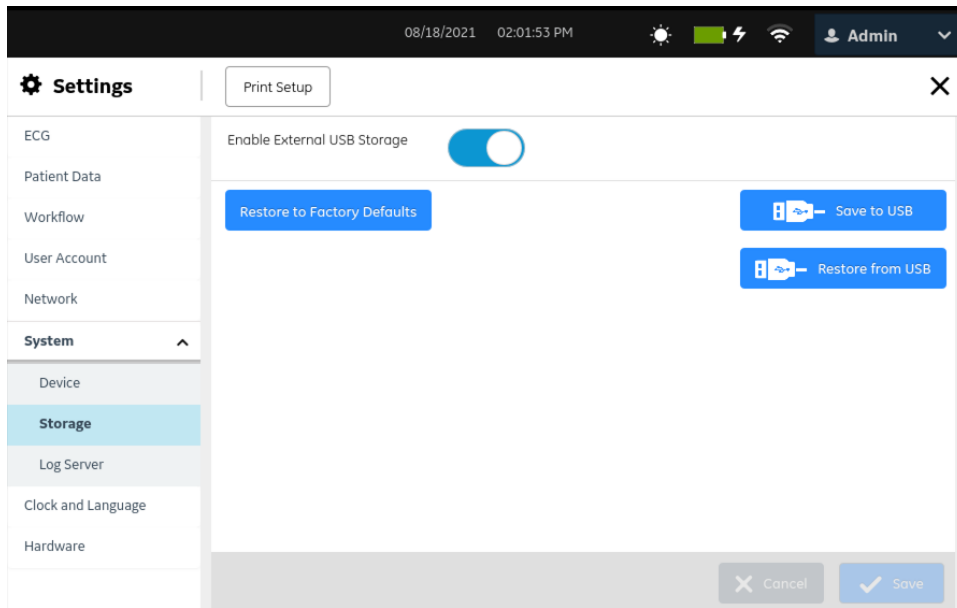 08/18/2021 02:01:53 PM Admin
Settings
Print Setup
ECG
Patient Data
Workflow
User Account
Network
System
Device
Storage
Log Server
Clock and Language
Hardware
Enable External USB Storage
Restore to Factory Defaults
Save to USB
Restore from USB
Cancel
Save